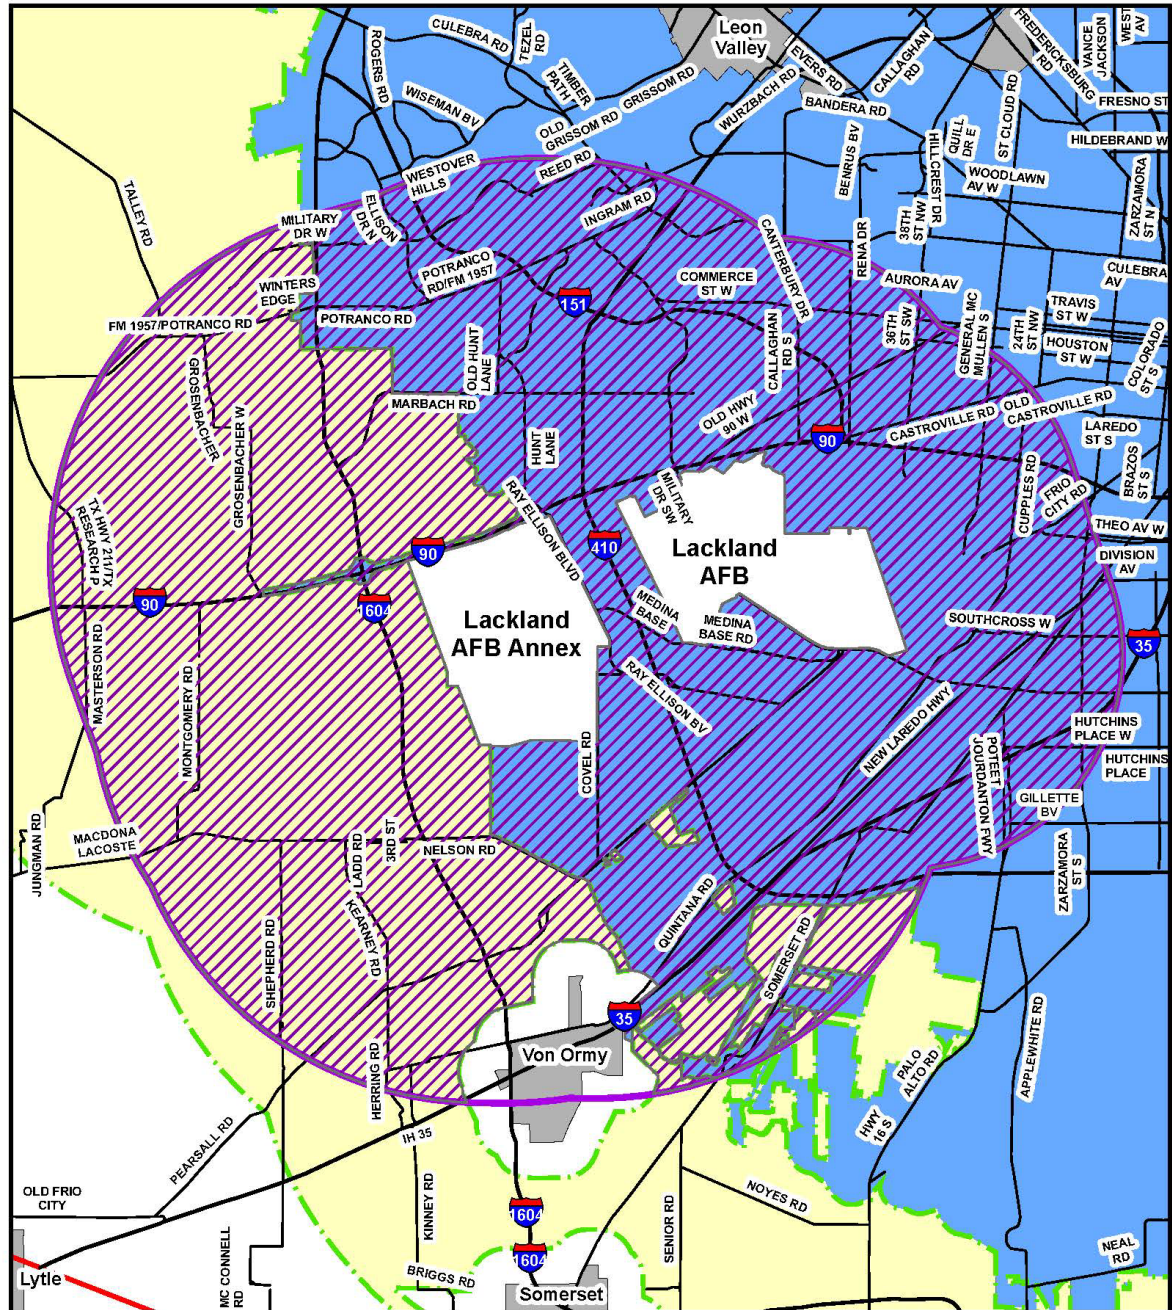 CULEBRA RD
TEZEL
RD
Leon
Valley
ROGERS RD
TIMBER
PATH
WISEMAN BV
GRISSOM RD
OLD
GRISSOM RD
WURZBACH RD
EVERS RD
CALLAGHAN
RD
BANDERA RD
FREDERICKSBURG
RD
VANCE
JACKSON
WEST
AV
FRESNO ST
HILDEBRAND W
ST CLOUD RD
QUILL
DR E
HILLCREST DR
BENRUS BV
WOODLAWN
AV W
ZARZAMORA
ST N
38TH
ST NW
RENA DR
CULEBRA
AV
TALLEY RD
WESTOVER
HILLS
REED RD
ELLISON
DR N
MILITARY
DR W
INGRAM RD
CANTERBURY DR
COMMERCE
ST W
AURORA AV
POTRANCO
RD/FM 1957
WINTERS
EDGE
151
POTRANCO RD
FM 1957/POTRANCO RD
36TH
ST SW
GENERAL MC
MULLEN S
24TH
ST NW
TRAVIS
ST W
HOUSTON
ST W
COLORADO
ST S
OLD HUNT
LANE
CALLAGHAN
RD S
GROSENBACHER
GROSENBACHER W
MARBACH RD
OLD HWY
90 W
90
CASTROVILLE RD
OLD
CASTROVILLE RD
LAREDO
ST S
BRAZOS
ST S
HUNT
LANE
CUPPLES RD
FRIO
CITY RD
THEO AV W
DIVISION
AV
TX HWY 211/TX
RESEARCH P
RAY ELLISON BLVD
MILITARY
DR SW
410
Lackland
AFB
90
90
1604
Lackland
AFB Annex
MEDINA
BASE
MEDINA
BASE RD
SOUTHCROSS W
35
MASTERSON RD
MONTGOMERY RD
RAY ELLISON BV
COVEL RD
NEW LAREDO HWY
HUTCHINS
PLACE W
HUTCHINS
PLACE
POTEET
JOURDANTON FWY
GILLETTE
BV
JUNGMAN RD
MACDONA
LACOSTE
LADD RD
3RD ST
NELSON RD
ZARZAMORA
ST S
SHEPHERD RD
KEARNEY RD
QUINTANA RD
SOMERSET RD
35
Von Ormy
HERRING RD
PALO
ALTO RD
APPLEWHITE RD
HWY
16 S
IH 35
PEARSALL RD
OLD FRIO
CITY
KINNEY RD
NOYES RD
SENIOR RD
1604
1604
NEAL
RD
Lytle
MC CONNELL
RD
BRIGGS RD
Somerset